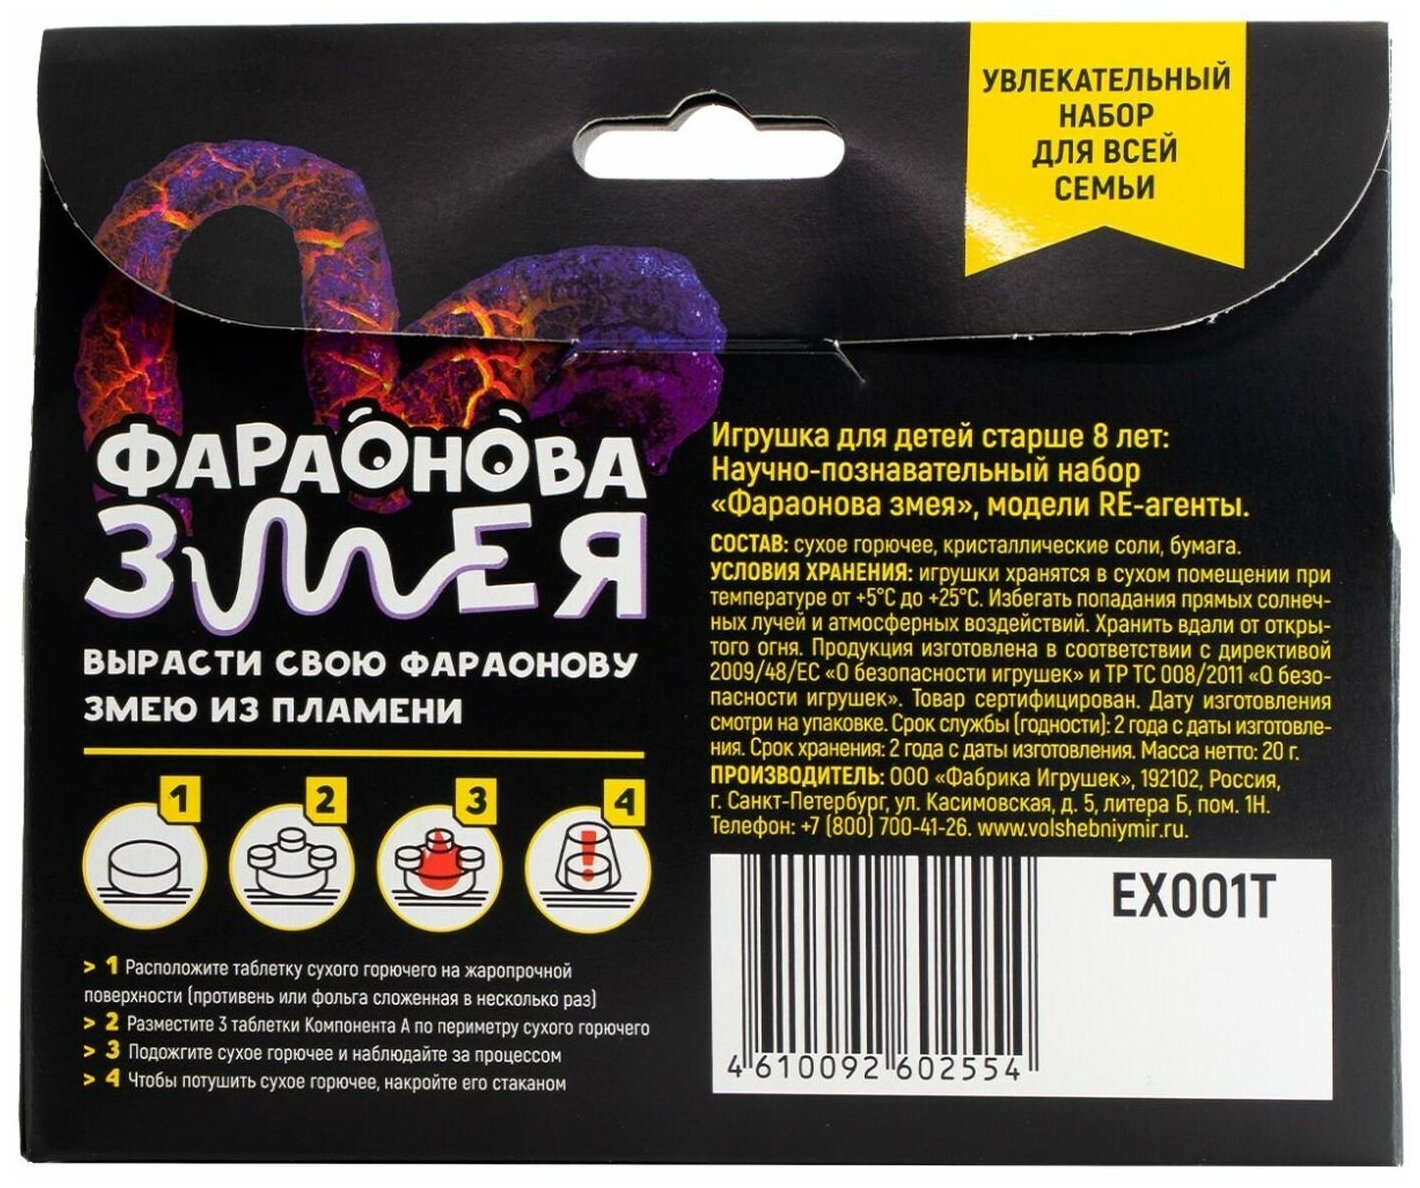 УВЛЕКАТЕЛЬНЫЙ
НАБОР
ДЛЯ ВСЕЙ
СЕМЬИ
ФАРАОНОВА
ЗМЕЯ
ВЫРАСТИ СВОЮ ФАРАОНОВУ
ЗМЕЮ ИЗ ПЛАМЕНИ
1
2
3
4
> 1 Расположите таблетку сухого горючего на жаропрочной
поверхности (противень или фольга сложенная в несколько раз)
> 2 Разместите 3 таблетки Компонента А по периметру сухого горючего
> 3 Подожгите сухое горючее и наблюдайте за процессом
> 4 Чтобы потушить сухое горючее, накройте его стаканом
Игрушка для детей старше 8 лет:
Научно-познавательный набор
«Фараонова змея», модели RE-агенты.
СОСТАВ: сухое горючее, кристаллические соли, бумага.
УСЛОВИЯ ХРАНЕНИЯ: игрушки хранятся в сухом помещении при
температуре от +5°С до +25°С. Избегать попадания прямых солнеч-
ных лучей и атмосферных воздействий. Хранить вдали от откры-
того огня. Продукция изготовлена в соответствии с директивой
2009/48/ЕС «О безопасности игрушек» и ТР ТС 008/2011 «О безо-
пасности игрушек». Товар сертифицирован. Дату изготовления
смотри на упаковке. Срок службы (годности): 2 года с даты изготовле-
ния. Срок хранения: 2 года с даты изготовления. Масса нетто: 20 г.
ПРОИЗВОДИТЕЛЬ: ООО «Фабрика Игрушек», 192102, Россия,
г. Санкт-Петербург, ул. Касимовская, д. 5, литера Б, пом. 1Н.
Телефон: +7 (800) 700-41-26. www.volshebniymir.ru.
EX001T
4 610092 602554